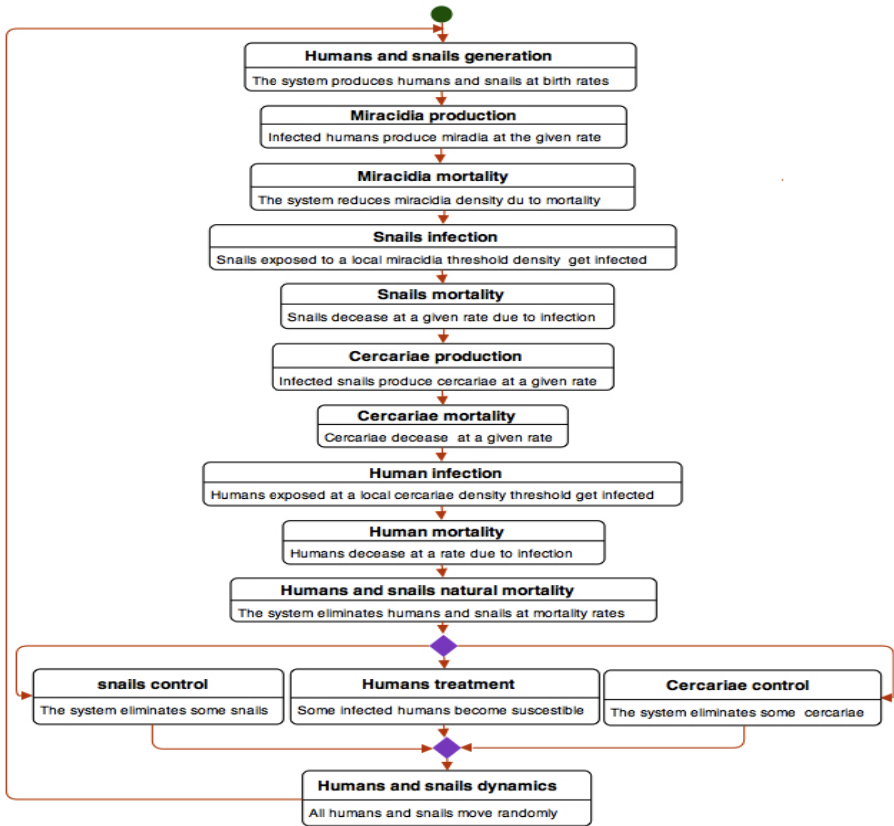 Humans and snails generation
The system produces humans and snails at birth rates
Miracidia production
Infected humans produce miradia at the given rate
Miracidia mortality
The system reduces miracidia density du to mortality
Snails infection
Snails exposed to a local miracidia threshold density get infected
Snails mortality
Snails decease at a given rate due to infection
Cercariae production
Infected snails produce cercariae at a given rate
Cercariae mortality
Cercariae decease at a given rate
Human infection
Humans exposed at a local cercariae density threshold get infected
Human mortality
Humans decease at a rate due to infection
Humans and snails natural mortality
The system eliminates humans and snails at mortality rates
snails control
The system eliminates some snails
Humans treatment
Some infected humans become suscestible
Cercariae control
The system eliminates some cercariae
Humans and snails dynamics
All humans and snails move randomly